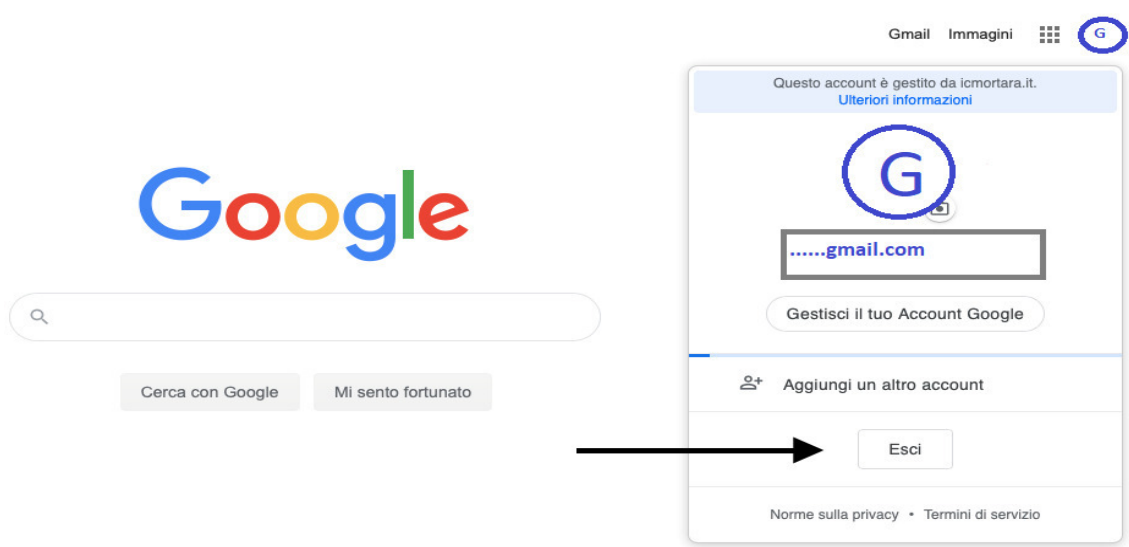 Gmail Immagini G
Questo account è gestito da icmortara.it.
Ulteriori informazioni
G
Google
......gmail.com
Gestisci il tuo Account Google
Aggiungi un altro account
Cerca con Google Mi sento fortunato
Esci
Norme sulla privacy • Termini di servizio